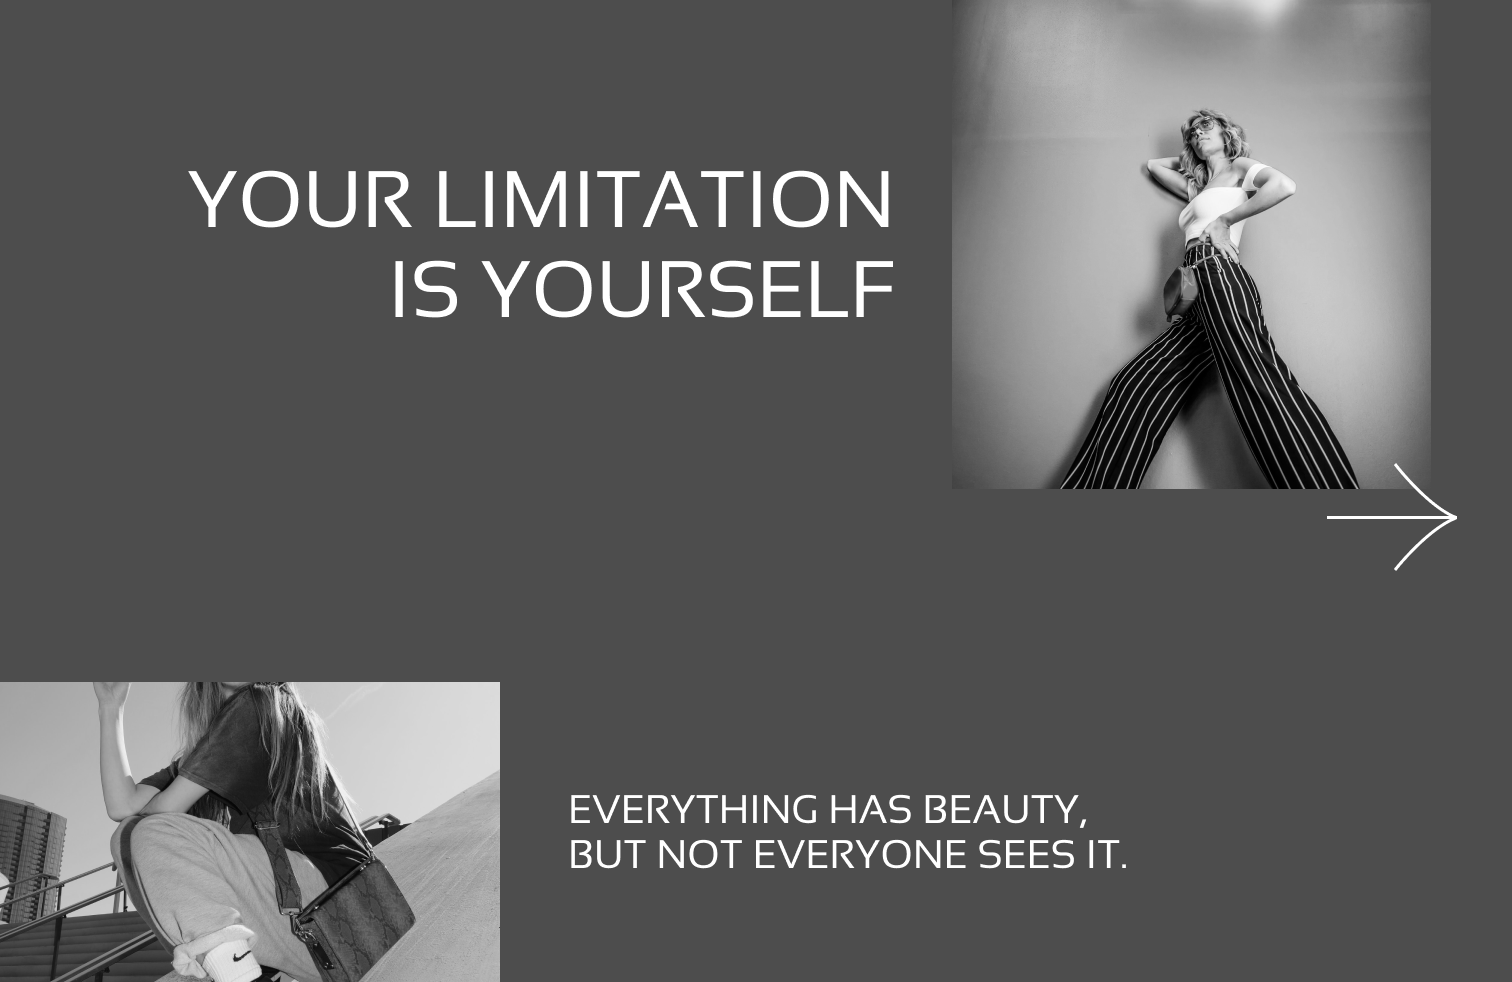 YOUR LIMITATION
IS YOURSELF
EVERYTHING HAS BEAUTY,
BUT NOT EVERYONE SEES IT.